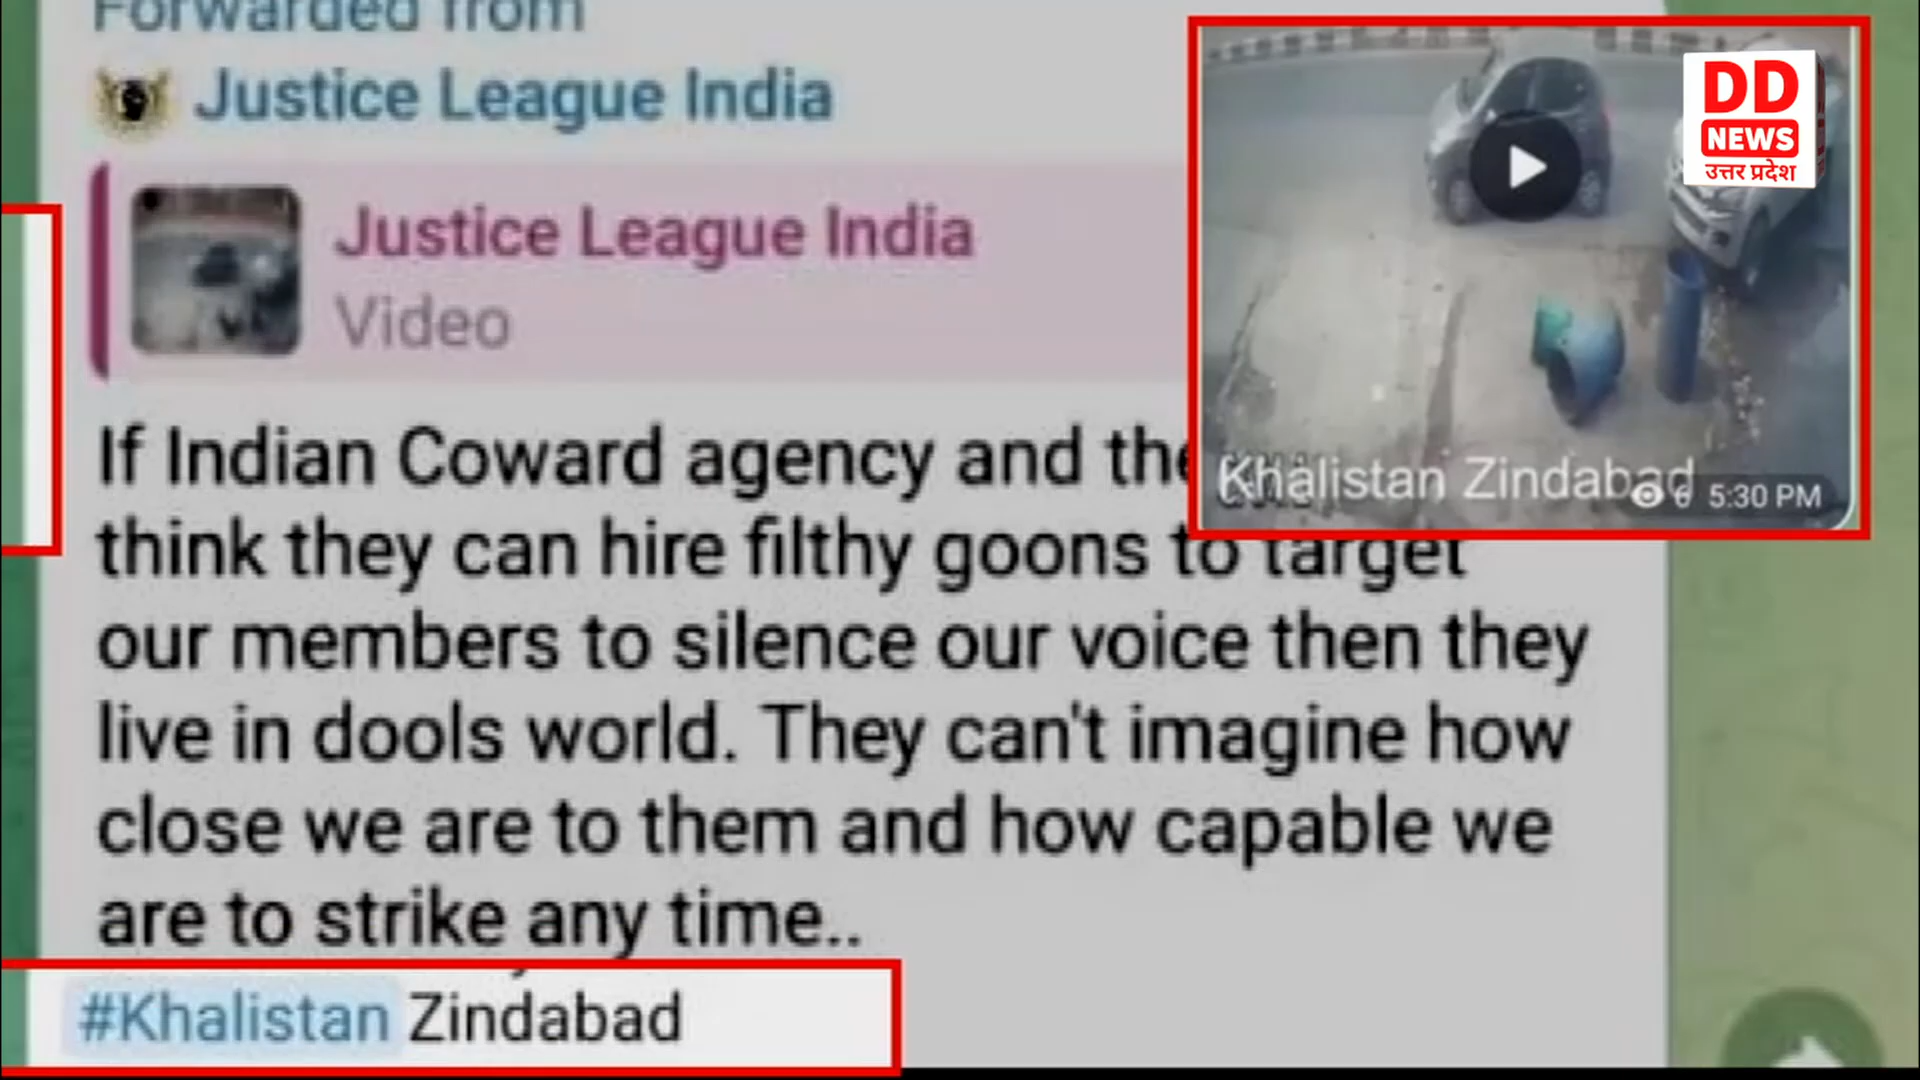 Forwarded from
Justice League India
Justice League India
Video
If Indian Coward agency and the
think they can hire filthy goons to target
our members to silence our voice then they
live in dools world. They can't imagine how
close we are to them and how capable we
are to strike any time..
#Khalistan Zindabad
DD
NEWS
उत्तर प्रदेश
Khalistan Zindabad
6 5:30 PM